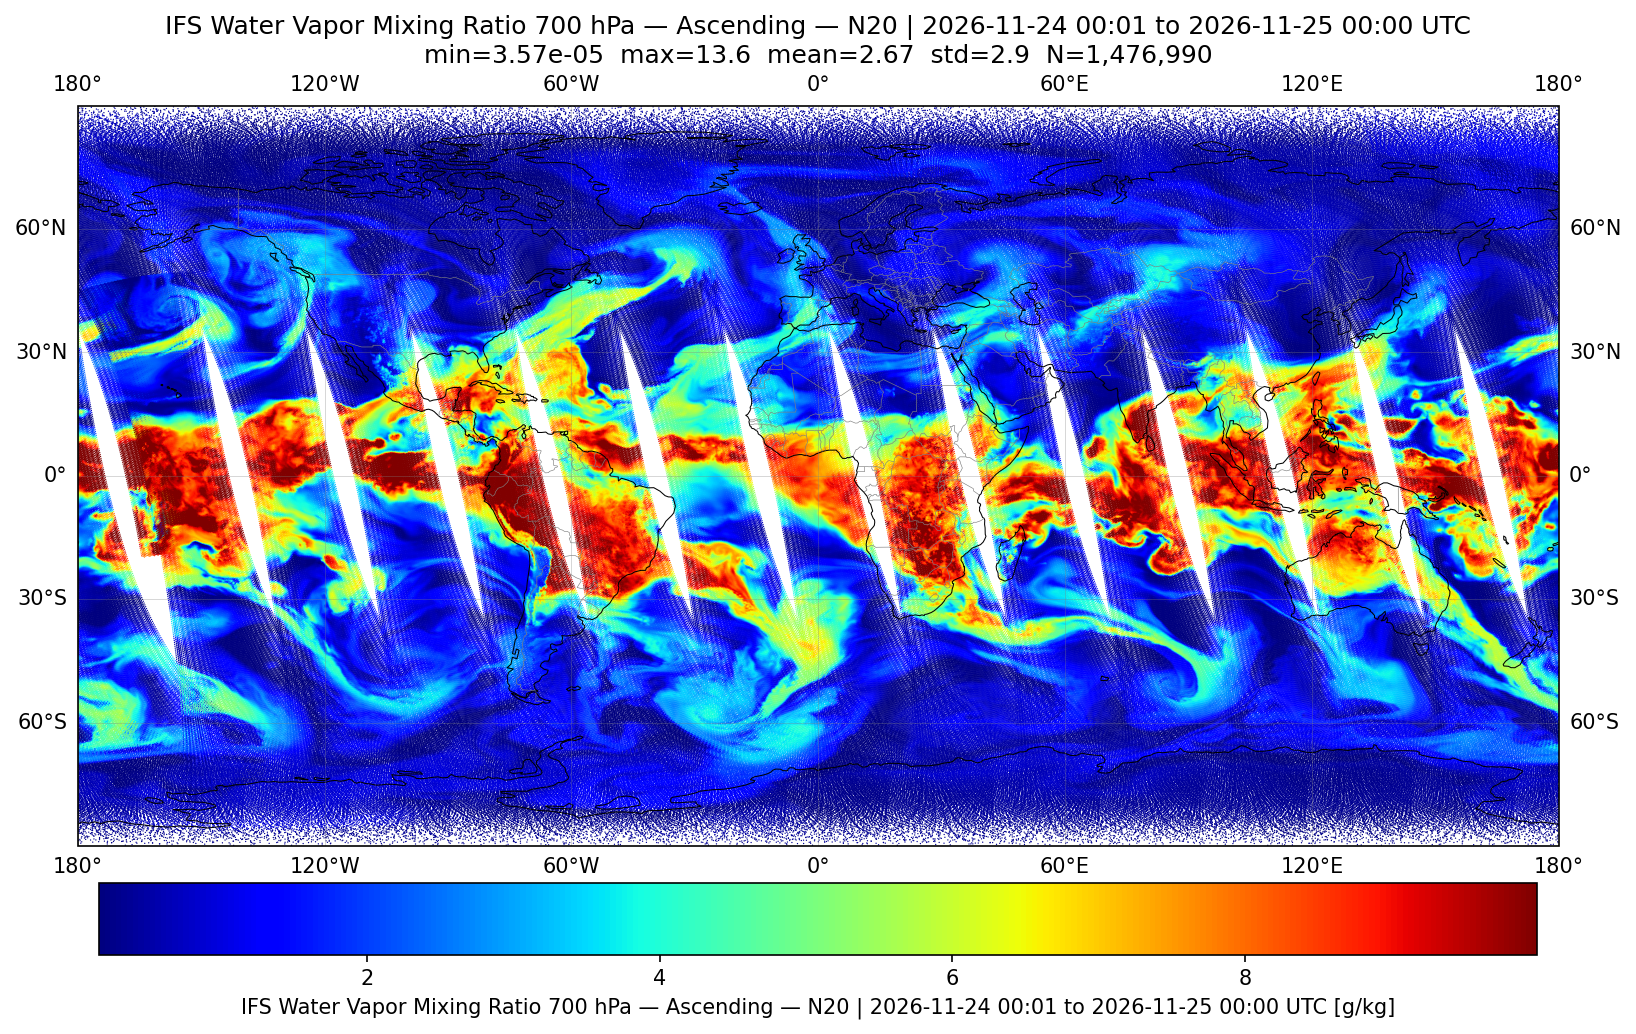 IFS Water Vapor Mixing Ratio 700 hPa — Ascending — N20 | 2026-11-24 00:01 to 2026-11-25 00:00 UTC
min=3.57e-05 max=13.6 mean=2.67 std=2.9 N=1,476,990
180° 120°W 60°W 0° 60°E 120°E 180°
60°N 60°N
30°N 30°N
0° 0°
30°S 30°S
60°S 60°S
180° 120°W 60°W 0° 60°E 120°E 180°
2 4 6 8
IFS Water Vapor Mixing Ratio 700 hPa — Ascending — N20 | 2026-11-24 00:01 to 2026-11-25 00:00 UTC [g/kg]